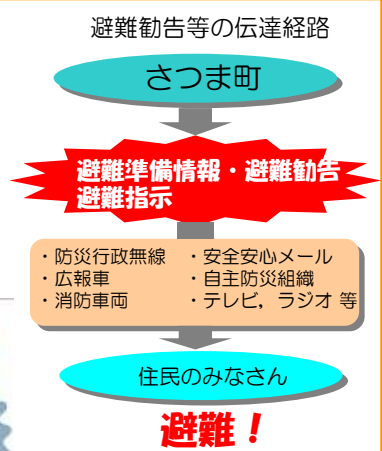 避難勧告等の伝達経路
さつま町
避難準備情報・避難勧告
避難指示
・防災行政無線 ・安全安心メール
・広報車 ・自主防災組織
・消防車両 ・テレビ，ラジオ 等
住民のみなさん
避難！